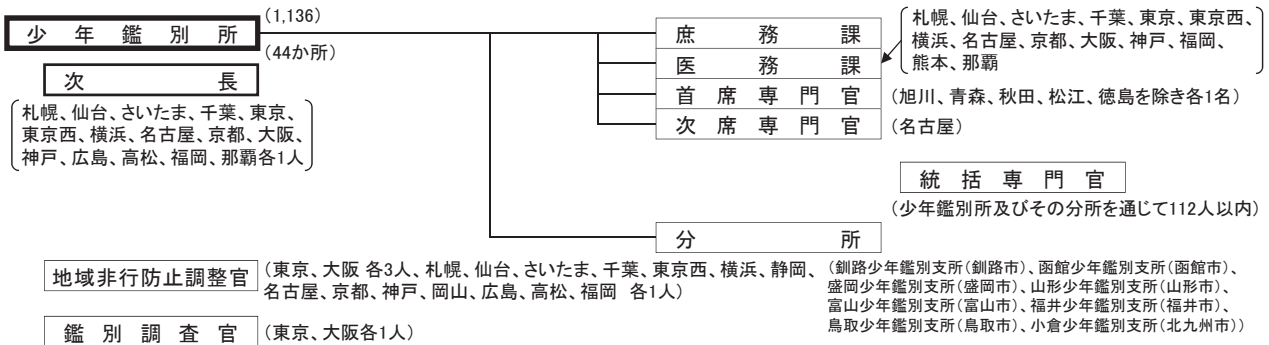 少年鑑別所
(1,136)
(44か所)
次長
札幌、仙台、さいたま、千葉、東京、
東京西、横浜、名古屋、京都、大阪、
神戸、広島、高松、福岡、那覇各1人
庶務課
医務課
首席専門官
次席専門官
札幌、仙台、さいたま、千葉、東京、東京西、
横浜、名古屋、京都、大阪、神戸、福岡、
熊本、那覇
(旭川、青森、秋田、松江、徳島を除き各1名)
(名古屋)
統括専門官
(少年鑑別所及びその分所を通じて112人以内)
分所
(釧路少年鑑別支所(釧路市)、函館少年鑑別支所(函館市)、
盛岡少年鑑別支所(盛岡市)、山形少年鑑別支所(山形市)、
富山少年鑑別支所(富山市)、福井少年鑑別支所(福井市)、
鳥取少年鑑別支所(鳥取市)、小倉少年鑑別支所(北九州市))
地域非行防止調整官
(東京、大阪 各3人、札幌、仙台、さいたま、千葉、東京西、横浜、静岡、
名古屋、京都、神戸、岡山、広島、高松、福岡 各1人)
鑑別調査官
(東京、大阪各1人)